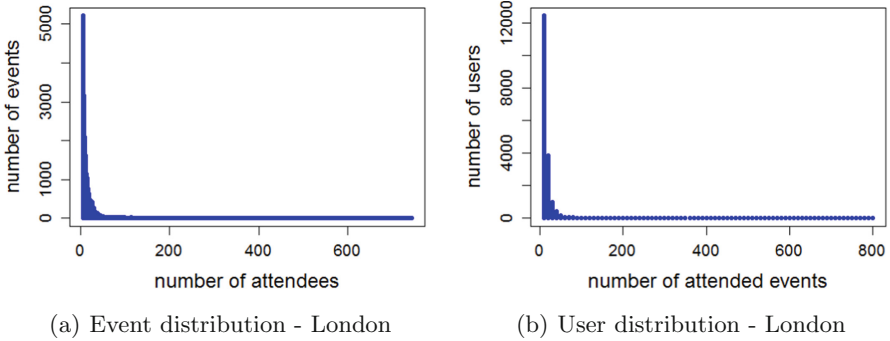 number of events
5000
3000
1000
0
0 200 400 600
number of attendees
(a) Event distribution - London
number of users
12000
8000
4000
0
0 200 400 600 800
number of attended events
(b) User distribution - London